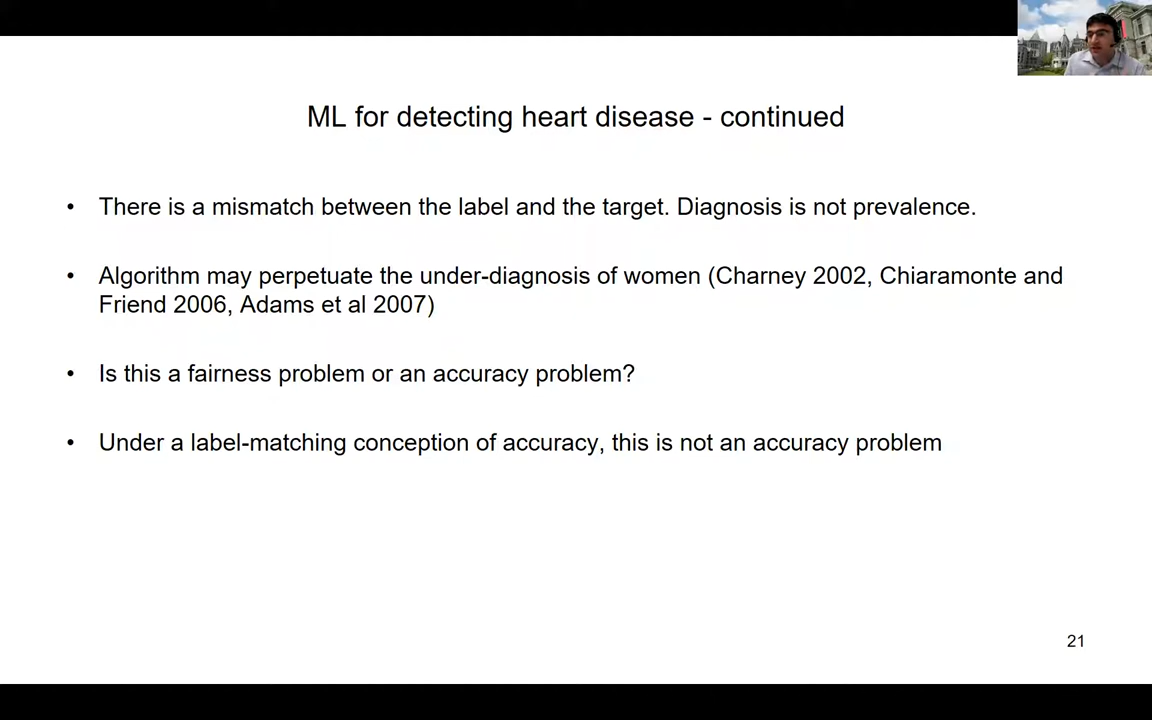 ML for detecting heart disease - continued
• There is a mismatch between the label and the target. Diagnosis is not prevalence.
• Algorithm may perpetuate the under-diagnosis of women (Charney 2002, Chiaramonte and
Friend 2006, Adams et al 2007)
• Is this a fairness problem or an accuracy problem?
• Under a label-matching conception of accuracy, this is not an accuracy problem
21